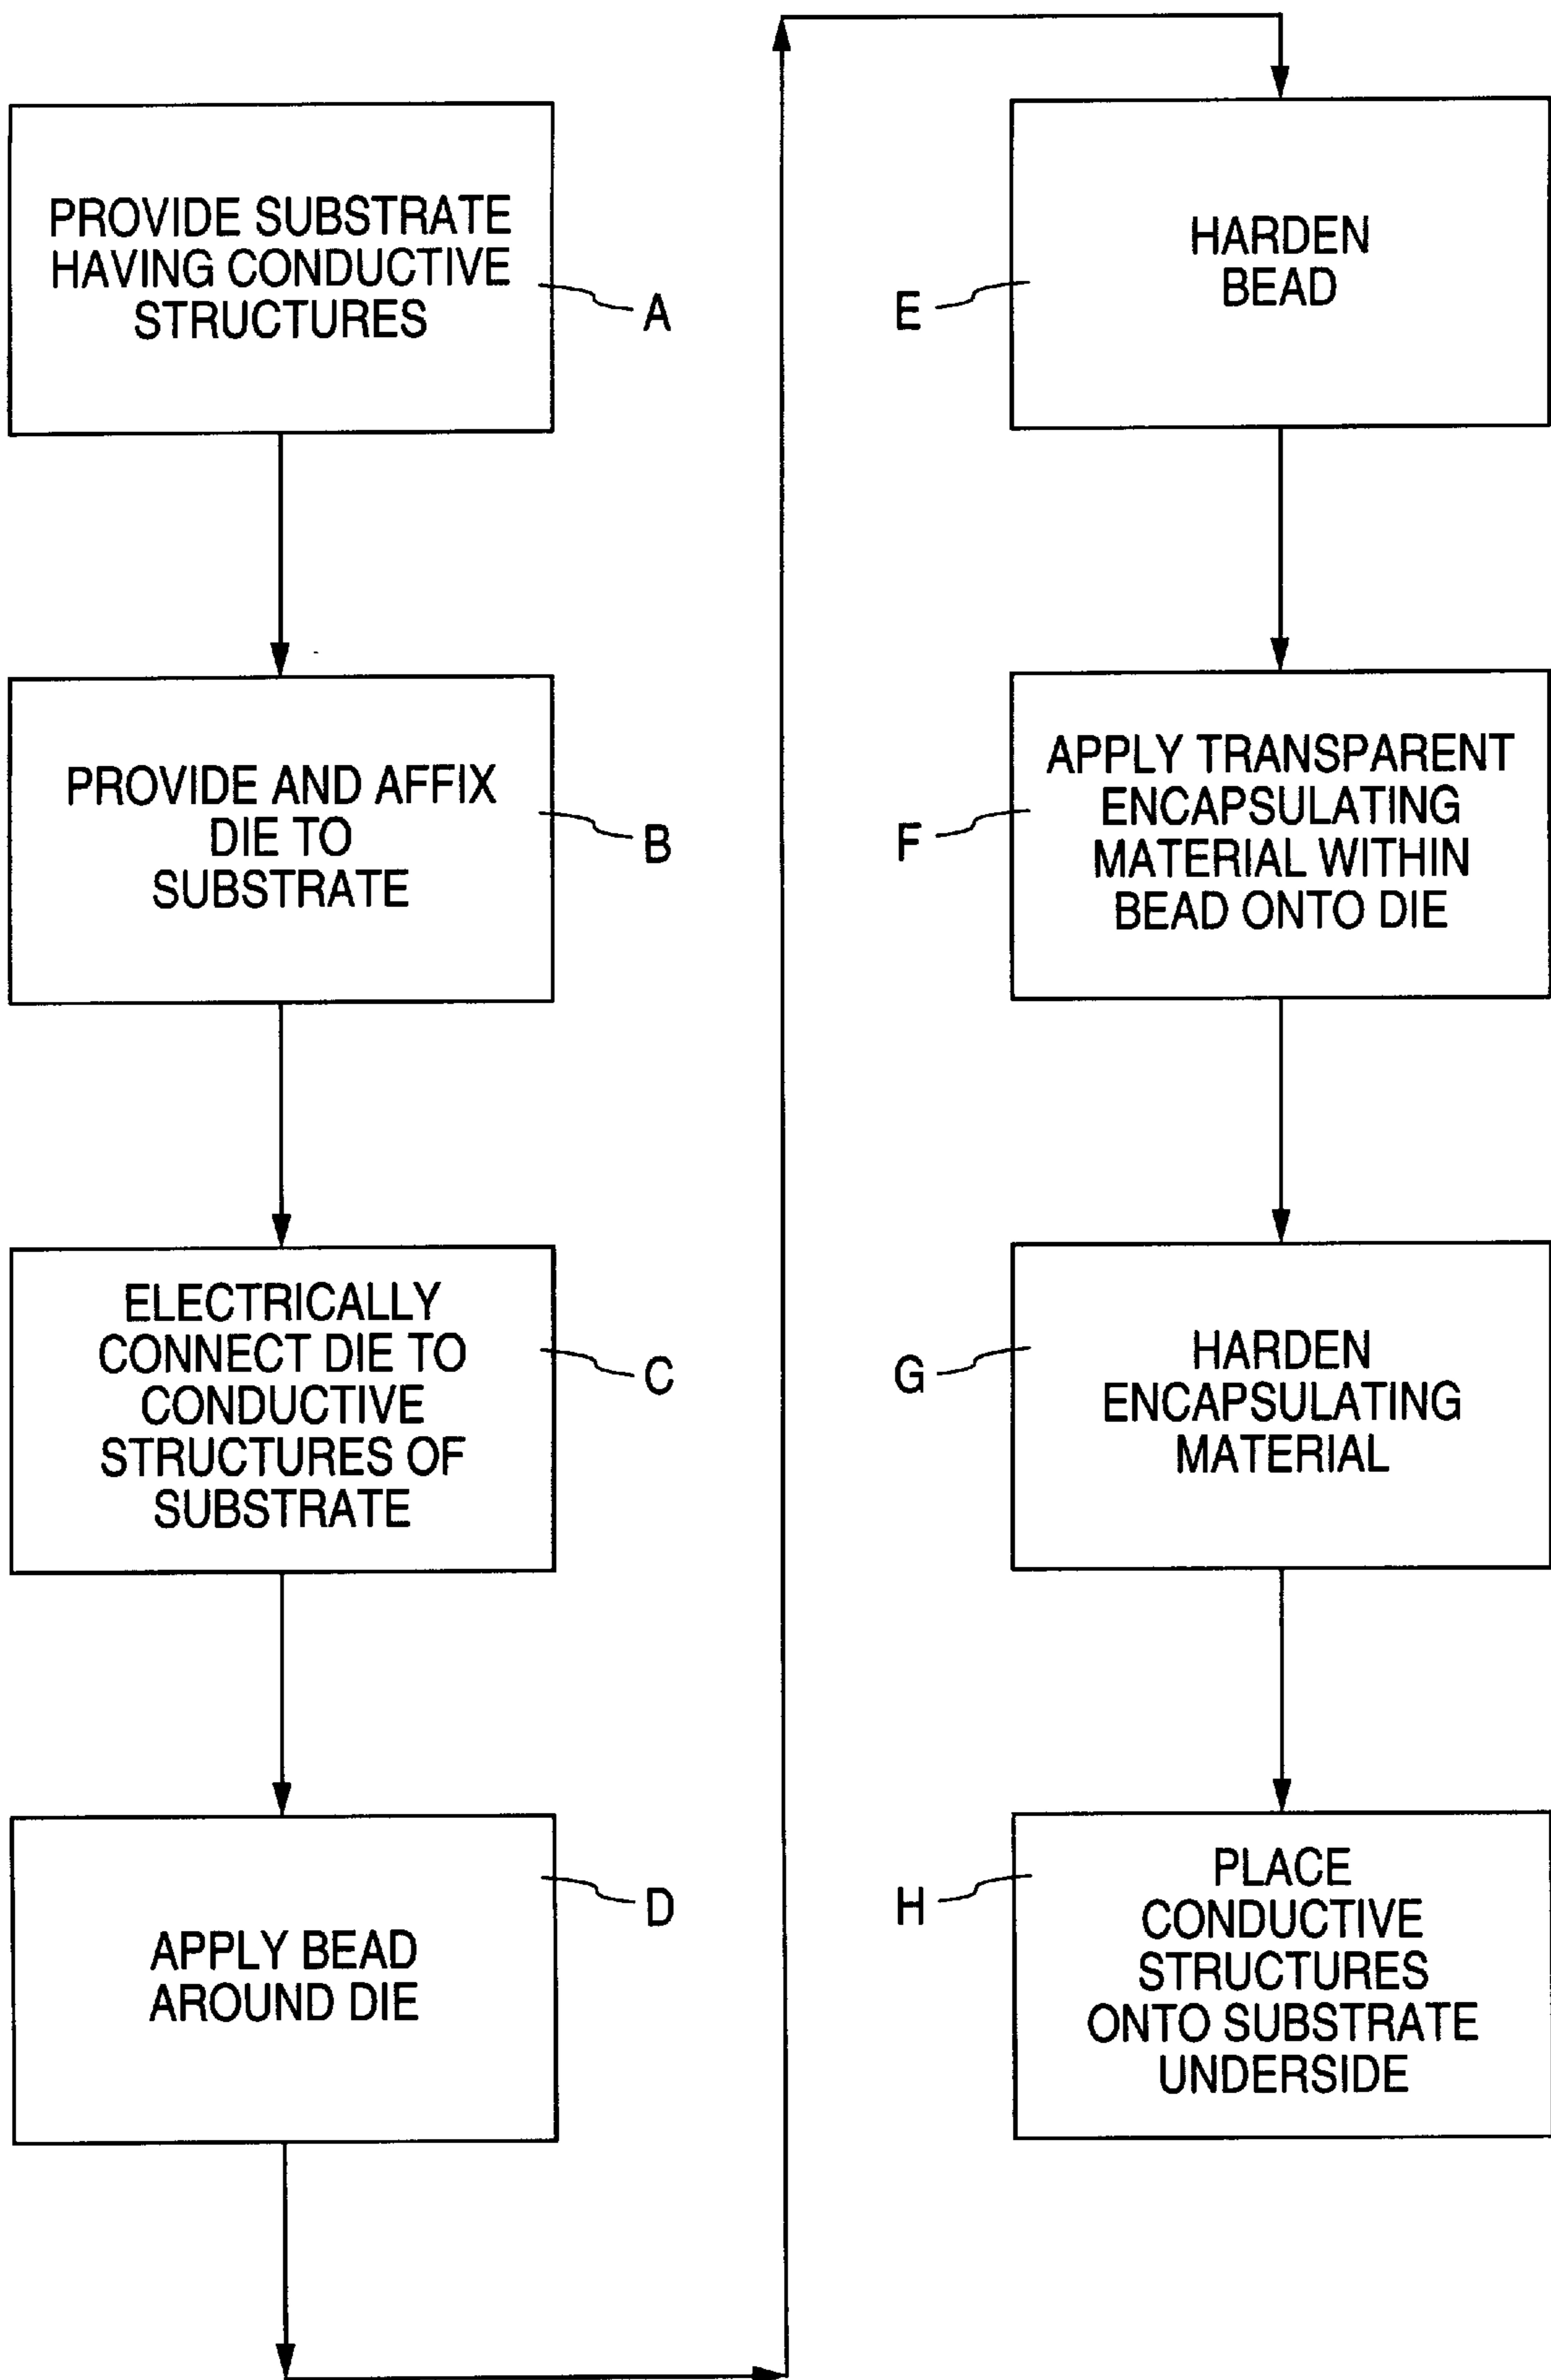 PROVIDE SUBSTRATE
HAVING CONDUCTIVE
STRUCTURES
A
PROVIDE AND AFFIX
DIE TO
SUBSTRATE
B
ELECTRICALLY
CONNECT DIE TO
CONDUCTIVE
STRUCTURES OF
SUBSTRATE
C
APPLY BEAD
AROUND DIE
D
HARDEN
BEAD
E
APPLY TRANSPARENT
ENCAPSULATING
MATERIAL WITHIN
BEAD ONTO DIE
F
HARDEN
ENCAPSULATING
MATERIAL
G
PLACE
CONDUCTIVE
STRUCTURES
ONTO SUBSTRATE
UNDERSIDE
H